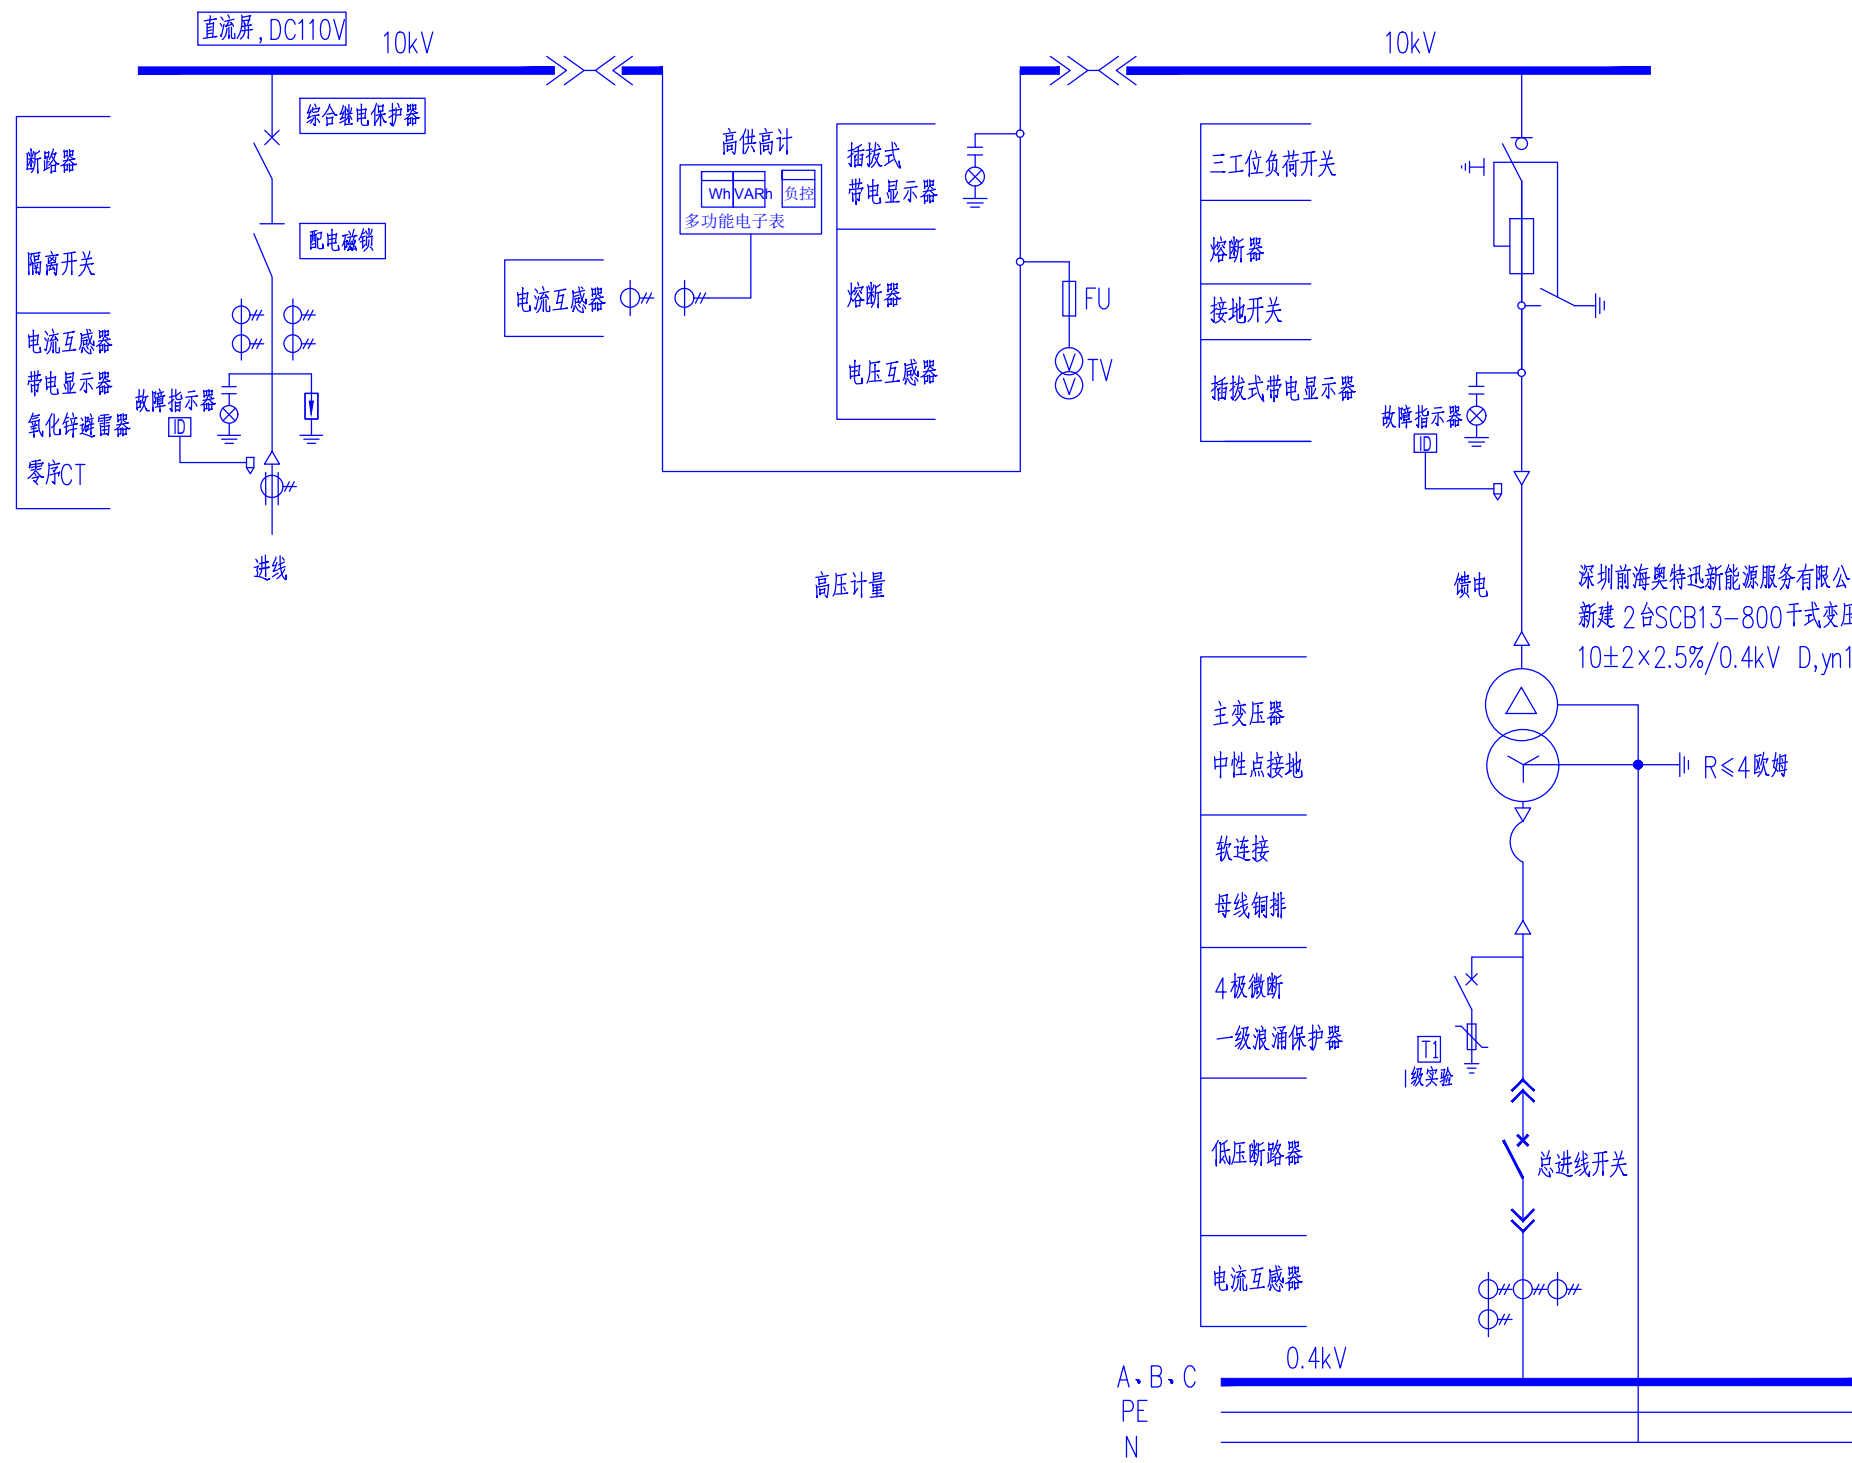 直流屏,DC110V
10kV
综合继电保护器
断路器
配电磁锁
隔离开关
电流互感器
带电显示器
氧化锌避雷器
零序CT
故障指示器
ID
进线
高供高计
Wh
VARh
负控
多功能电子表
电流互感器
插拔式
带电显示器
熔断器
电压互感器
FU
TV
高压计量
10kV
三工位负荷开关
熔断器
接地开关
插拔式带电显示器
故障指示器
ID
馈电
深圳前海奥特迅新能源服务有限公
新建 2台SCB13-800干式变压
10±2×2.5%/0.4kV D,yn1
主变压器
中性点接地
R≤4欧姆
软连接
母线铜排
4极微断
一级浪涌保护器
T1
I级实验
低压断路器
总进线开关
电流互感器
0.4kV
A、B、C
PE
N